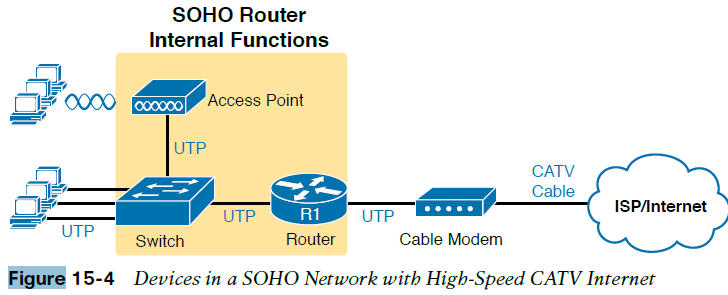 SOHO Router
Internal Functions
Access Point
UTP
CATV
Cable
ISP/Internet
UTP
UTP
R1
UTP
Switch
Router
Cable Modem
Figure 15-4 Devices in a SOHO Network with High-Speed CATV Internet